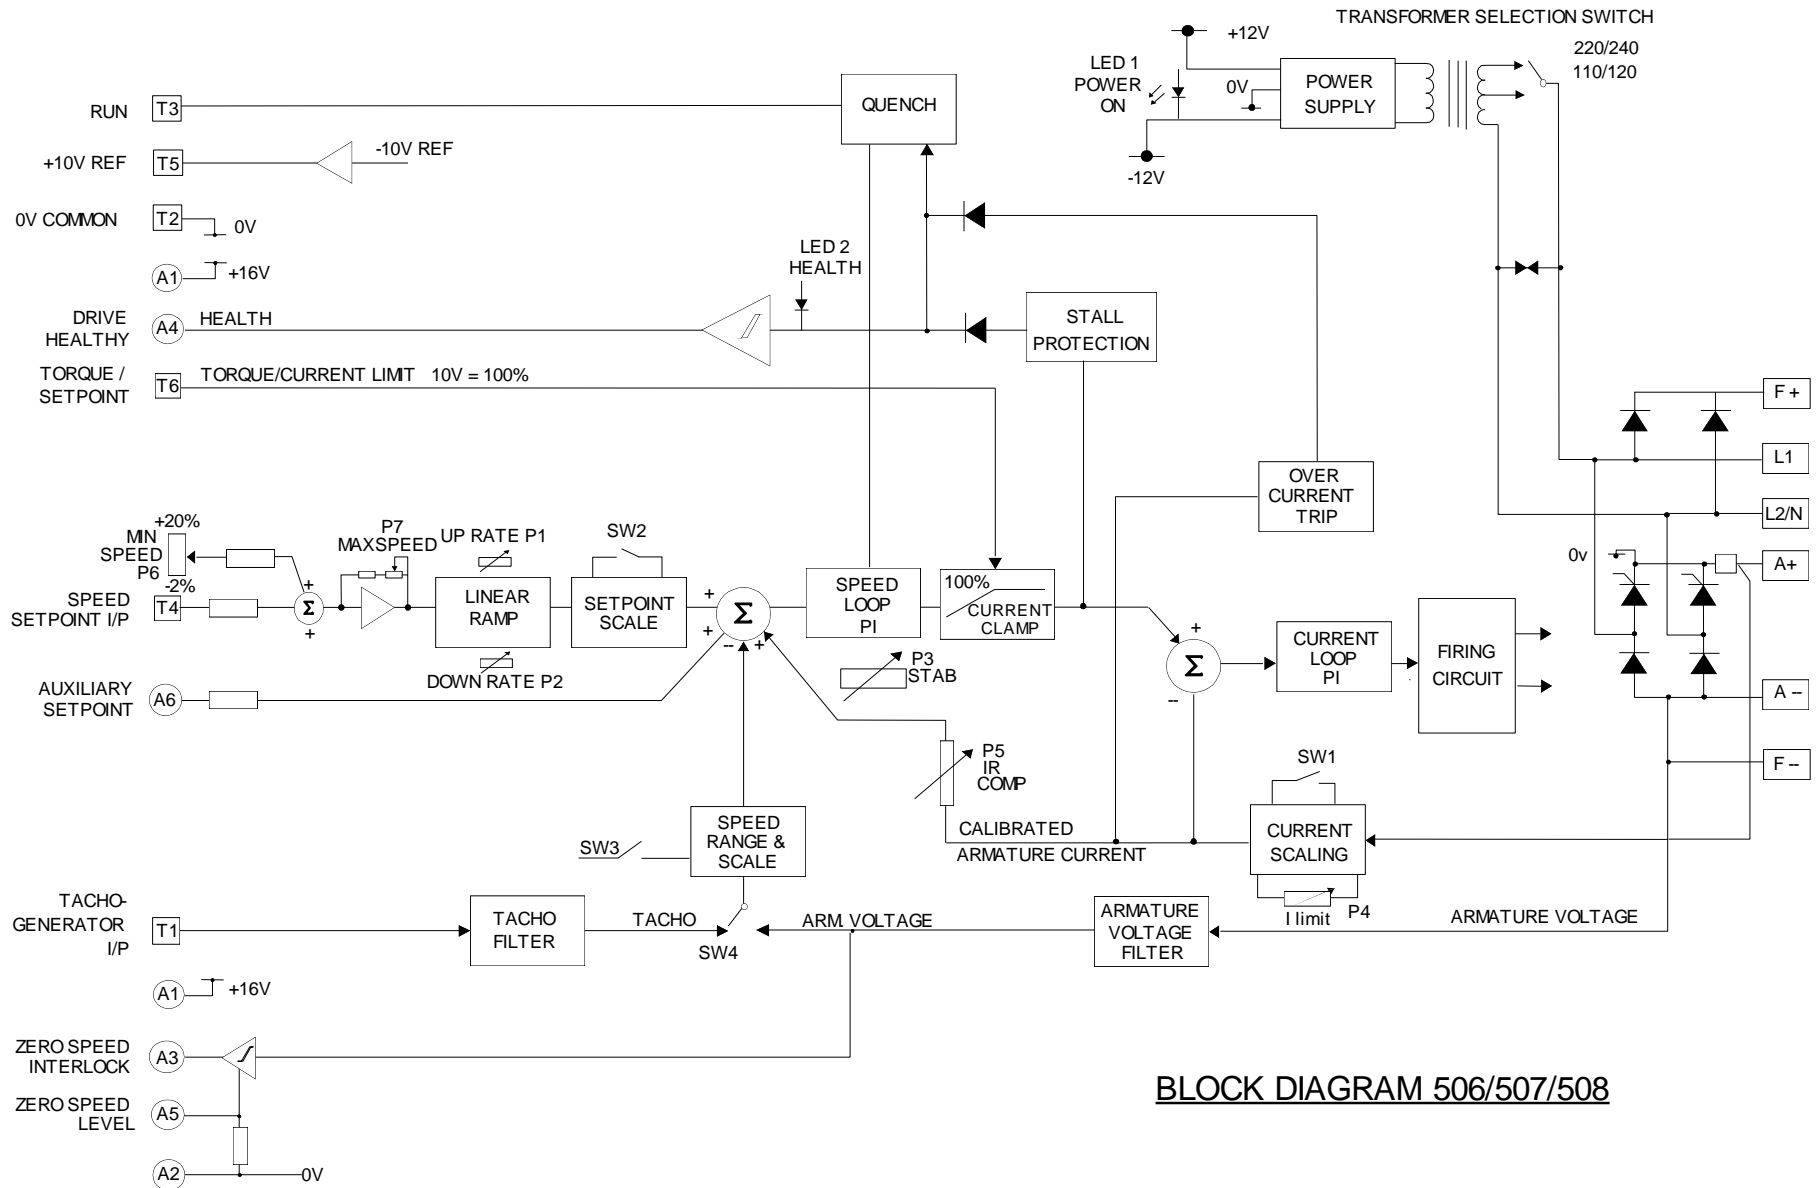 TRANSFORMER SELECTION SWITCH
220/240
110/120
+12V
LED 1
POWER
ON
0V
POWER
SUPPLY
-12V
RUN
T3
QUENCH
+10V REF
T5
-10V REF
0V COMMON
T2
0V
A1
+16V
LED 2
HEALTH
DRIVE
HEALTHY
A4
HEALTH
STALL
PROTECTION
TORQUE /
SETPOINT
T6
TORQUE/CURRENT LIMIT 10V = 100%
F +
L1
L2/N
0v
A+
A --
F --
OVER
CURRENT
TRIP
+20%
MIN
SPEED
P6
-2%
SPEED
SETPOINT I/P
T4
+
Σ
+
P7
MAXSPEED
UP RATE P1
LINEAR
RAMP
DOWN RATE P2
SW2
SETPOINT
SCALE
+
+
--
+
Σ
SPEED
LOOP
PI
P3
STAB
100%
CURRENT
CLAMP
+
Σ
--
CURRENT
LOOP
PI
FIRING
CIRCUIT
AUXILIARY
SETPOINT
A6
P5
IR
COMP
SW1
CURRENT
SCALING
I limit
P4
CALIBRATED
ARMATURE CURRENT
SPEED
RANGE &
SCALE
SW3
TACHO-
GENERATOR
I/P
T1
TACHO
FILTER
TACHO
SW4
ARM. VOLTAGE
ARMATURE
VOLTAGE
FILTER
ARMATURE VOLTAGE
A1
+16V
ZERO SPEED
INTERLOCK
A3
ZERO SPEED
LEVEL
A5
A2
0V
BLOCK DIAGRAM 506/507/508